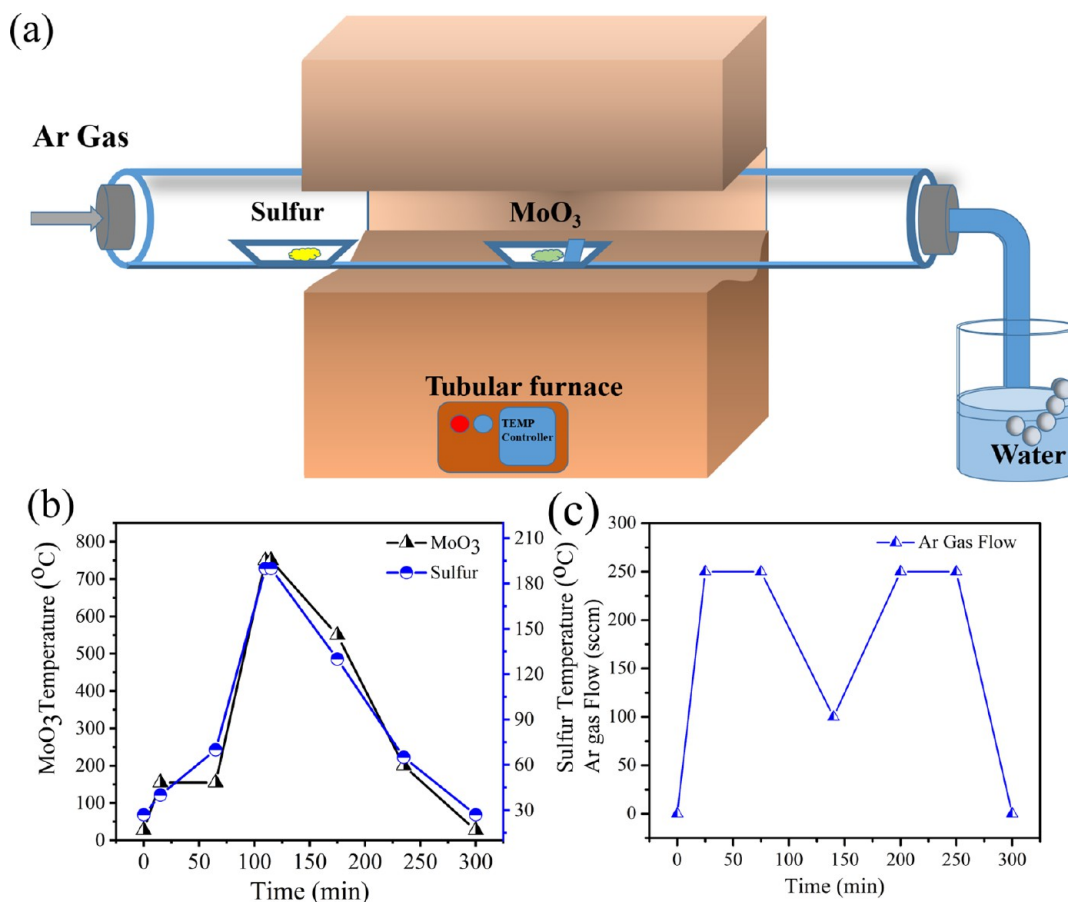 (a)
Ar Gas
Sulfur
MoO3
Tubular furnace
TEMP
Controller
Water
(b)
MoO3
Sulfur
800
700
600
500
400
300
200
100
0
MoO3Temperature (OC)
210
180
150
120
90
60
30
Sulfur Temperature (OC)
0 50 100 150 200 250 300
Time (min)
(c)
Ar Gas Flow
300
250
200
150
100
50
0
Ar gas Flow (sccm)
0 50 100 150 200 250 300
Time (min)